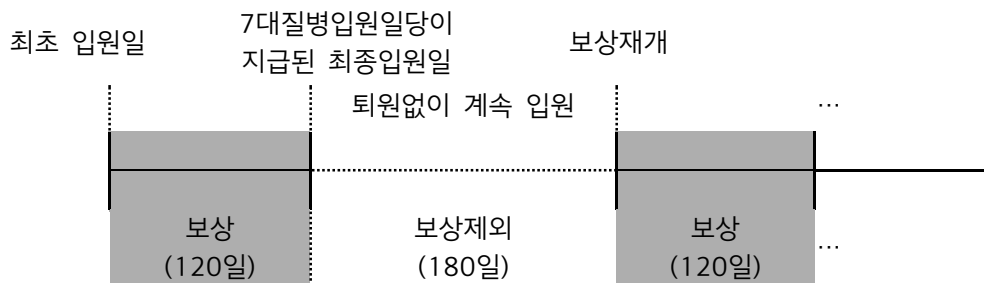 최초 입원일
7대질병입원일당이
지급된 최종입원일
보상재개
퇴원없이 계속 입원
...
보상
(120일)
보상제외
(180일)
보상
(120일)
...